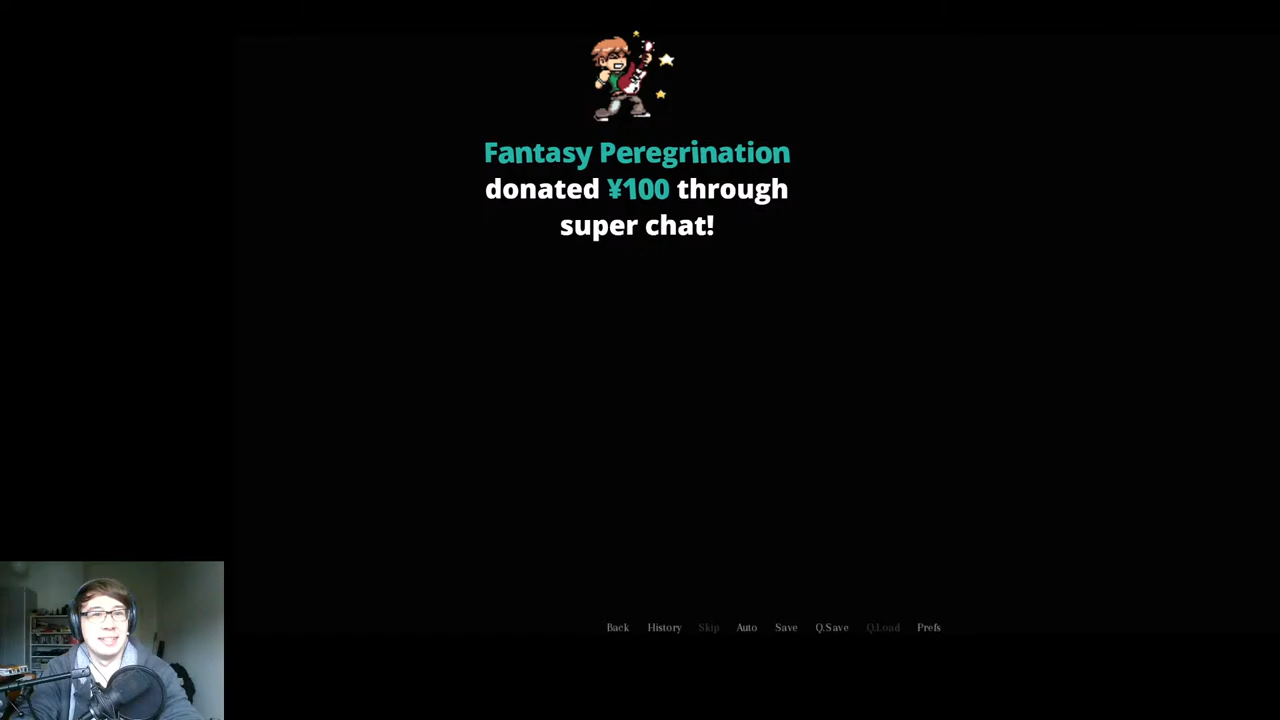 Fantasy Peregrination
donated ¥100 through
super chat!
Back History Skip Auto Save Q.Save Q.Load Prefs